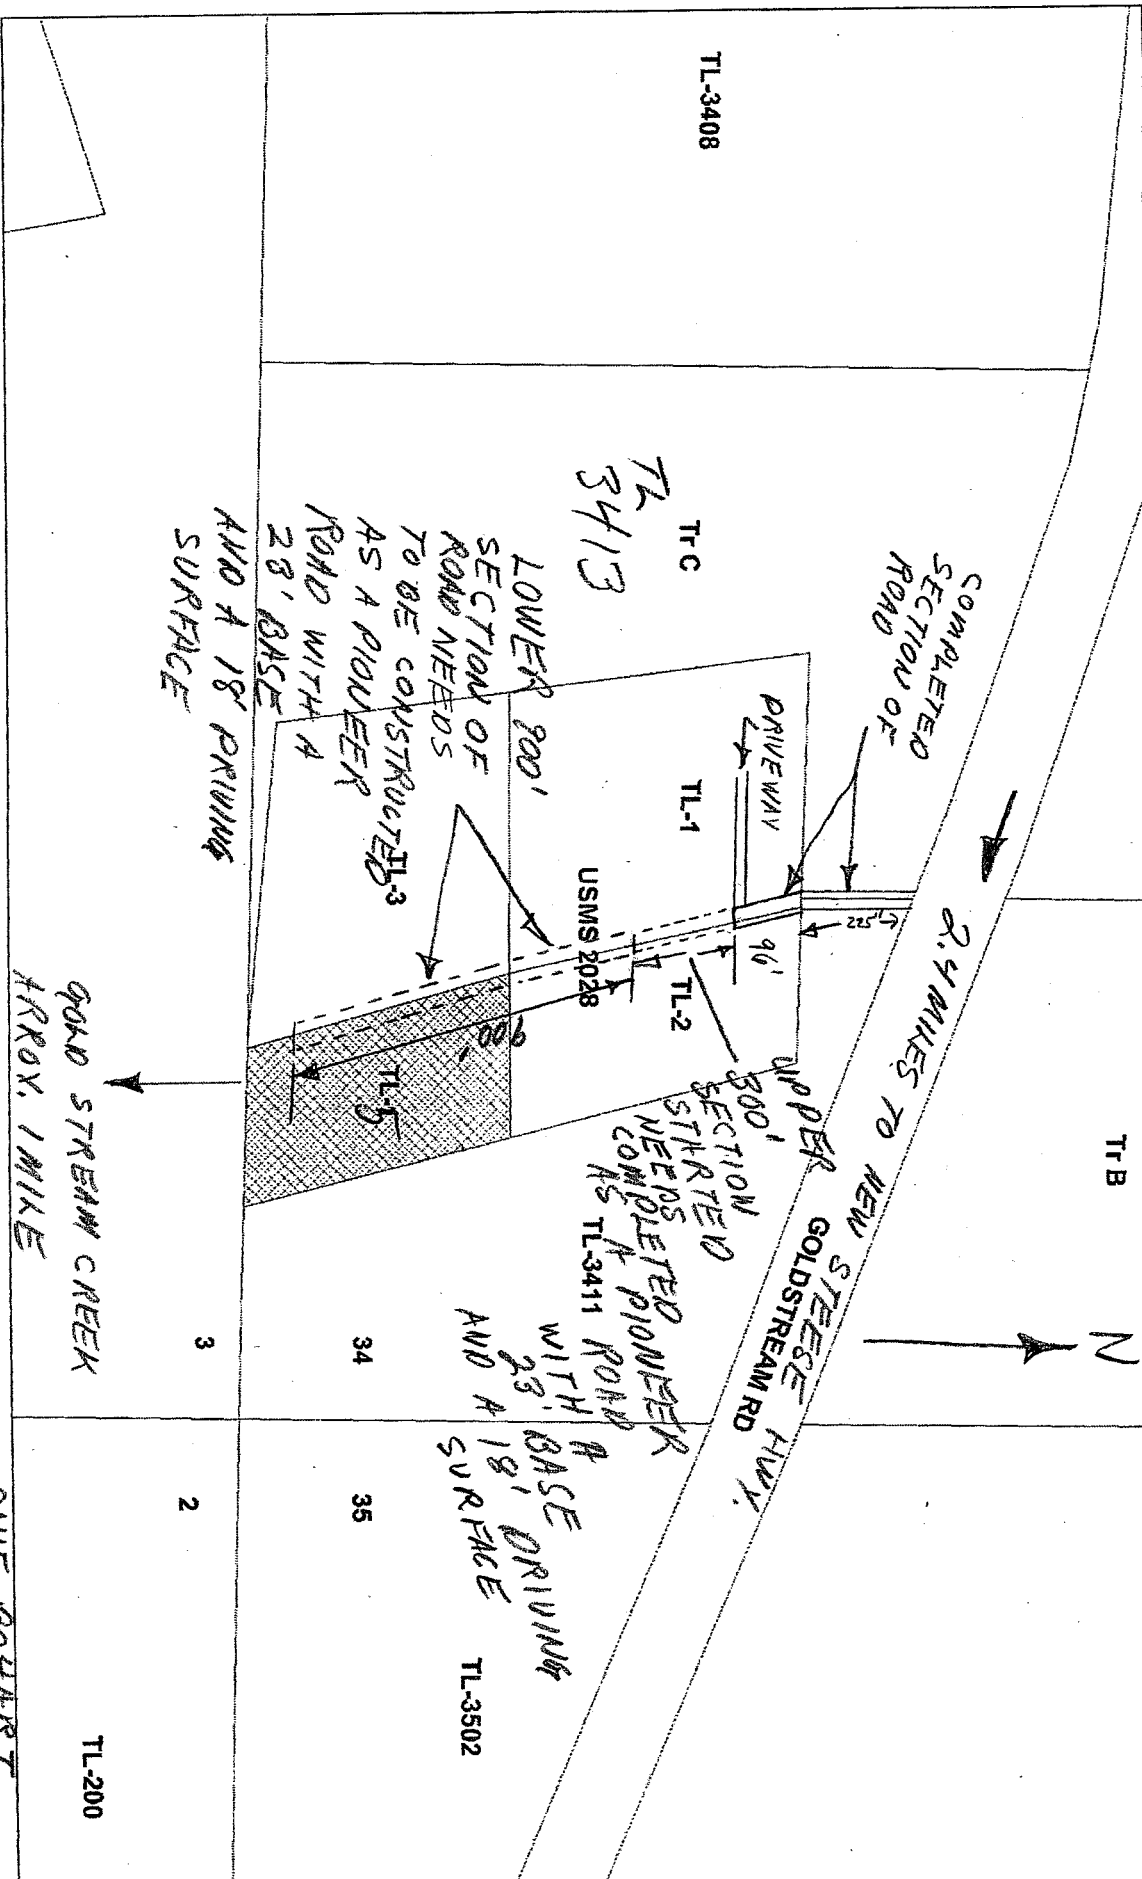 TL-3408
Tr B
N
2.4 MILES TO NEW STEESE HWY.
GOLDSTREAM RD
COMPLETED
SECTION OF
ROAD
Tr C
TL
3413
DRIVEWAY
TL-1
96'
TL-2
USMS 2028
900'
TL-3
TL-5
UPPER
300'
SECTION
STARTED
NEEDS
COMPLETED
AS A PIONEER
TL-3411
ROAD
WITH A
28' BASE
AND A 18' DRIVING
SURFACE
LOWER 900'
SECTION OF
ROAD NEEDS
TO BE CONSTRUCTED
AS A PIONEER
ROAD WITH A
28' BASE
AND A 18' DRIVING
SURFACE
34
35
3
2
TL-3502
TL-200
GOLD STREAM CREEK
APPROX. 1 MILE